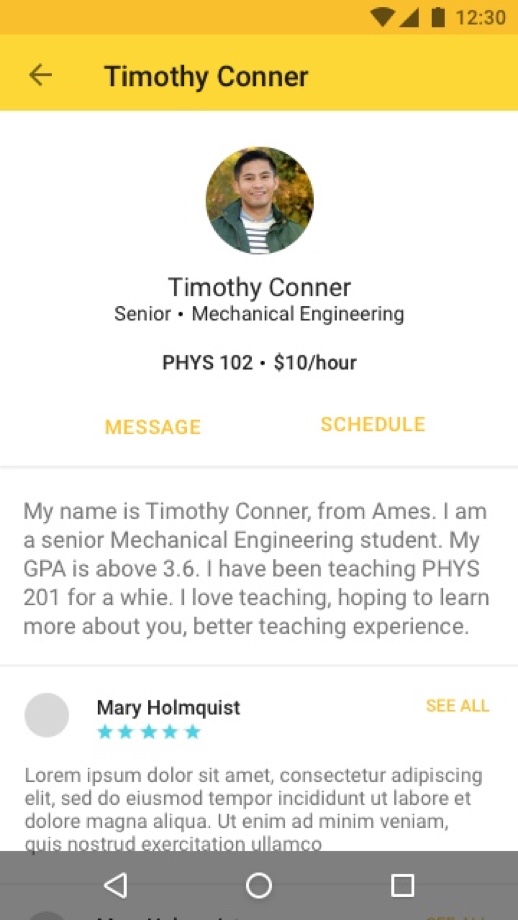 12:30
Timothy Conner
Timothy Conner
Senior • Mechanical Engineering
PHYS 102 • $10/hour
MESSAGE SCHEDULE
My name is Timothy Conner, from Ames. I am
a senior Mechanical Engineering student. My
GPA is above 3.6. I have been teaching PHYS
201 for a whie. I love teaching, hoping to learn
more about you, better teaching experience.
Mary Holmquist SEE ALL
Lorem ipsum dolor sit amet, consectetur adipiscing
elit, sed do eiusmod tempor incididunt ut labore et
dolore magna aliqua. Ut enim ad minim veniam,
quis nostrud exercitation ullamco